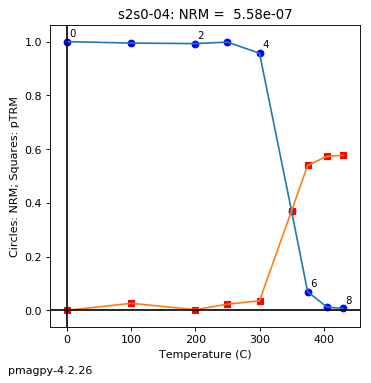 s2s0-04: NRM =  5.58e-07
Circles: NRM; Squares: pTRM
1.0
0.8
0.6
0.4
0.2
0.0
0
2
4
6
8
0 100 200 300 400
Temperature (C)
pmagpy-4.2.26